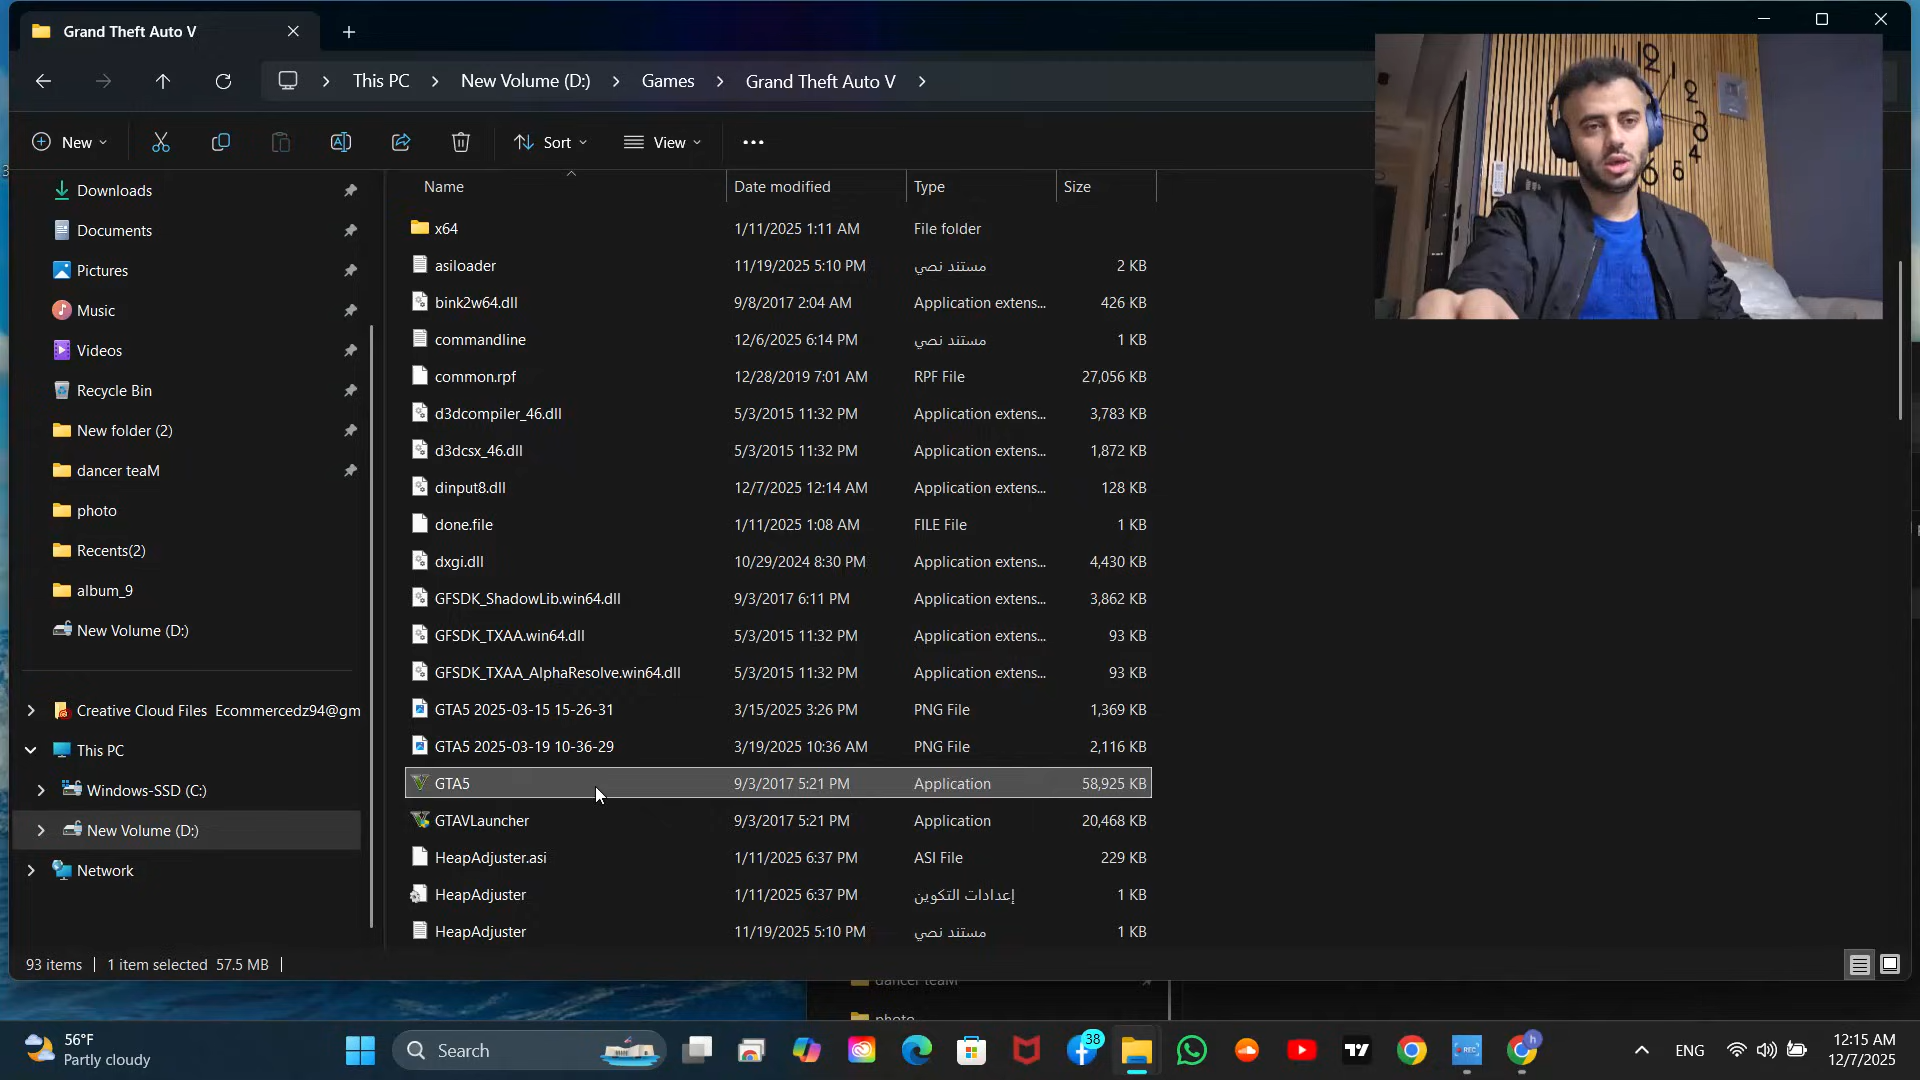 Grand Theft Auto V
This PC > New Volume (D:) > Games > Grand Theft Auto V >
New Sort View
Name Date modified Type Size
Downloads
Documents
Pictures
Music
Videos
Recycle Bin
New folder (2)
dancer teaM
photo
Recents(2)
album_9
New Volume (D:)
Creative Cloud Files Ecommercedz94@gm
This PC
Windows-SSD (C:)
New Volume (D:)
Network
x64 1/11/2025 1:11 AM File folder
asiloader 11/19/2025 5:10 PM مستند نصي 2 KB
bink2w64.dll 9/8/2017 2:04 AM Application extens... 426 KB
commandline 12/6/2025 6:14 PM مستند نصي 1 KB
common.rpf 12/28/2019 7:01 AM RPF File 27,056 KB
d3dcompiler_46.dll 5/3/2015 11:32 PM Application extens... 3,783 KB
d3dcsx_46.dll 5/3/2015 11:32 PM Application extens... 1,872 KB
dinput8.dll 12/7/2025 12:14 AM Application extens... 128 KB
done.file 1/11/2025 1:08 AM FILE File 1 KB
dxgi.dll 10/29/2024 8:30 PM Application extens... 4,430 KB
GFSDK_ShadowLib.win64.dll 9/3/2017 6:11 PM Application extens... 3,862 KB
GFSDK_TXAA.win64.dll 5/3/2015 11:32 PM Application extens... 93 KB
GFSDK_TXAA_AlphaResolve.win64.dll 5/3/2015 11:32 PM Application extens... 93 KB
GTA5 2025-03-15 15-26-31 3/15/2025 3:26 PM PNG File 1,369 KB
GTA5 2025-03-19 10-36-29 3/19/2025 10:36 AM PNG File 2,116 KB
GTA5 9/3/2017 5:21 PM Application 58,925 KB
GTAVLauncher 9/3/2017 5:21 PM Application 20,468 KB
HeapAdjuster.asi 1/11/2025 6:37 PM ASI File 229 KB
HeapAdjuster 1/11/2025 6:37 PM إعدادات التكوين 1 KB
HeapAdjuster 11/19/2025 5:10 PM مستند نصي 1 KB
93 items 1 item selected 57.5 MB
dancer teaM
photo
56°F
Partly cloudy
Search
38
REC
h
ENG
12:15 AM
12/7/2025
12
1
2
3
4
5
6